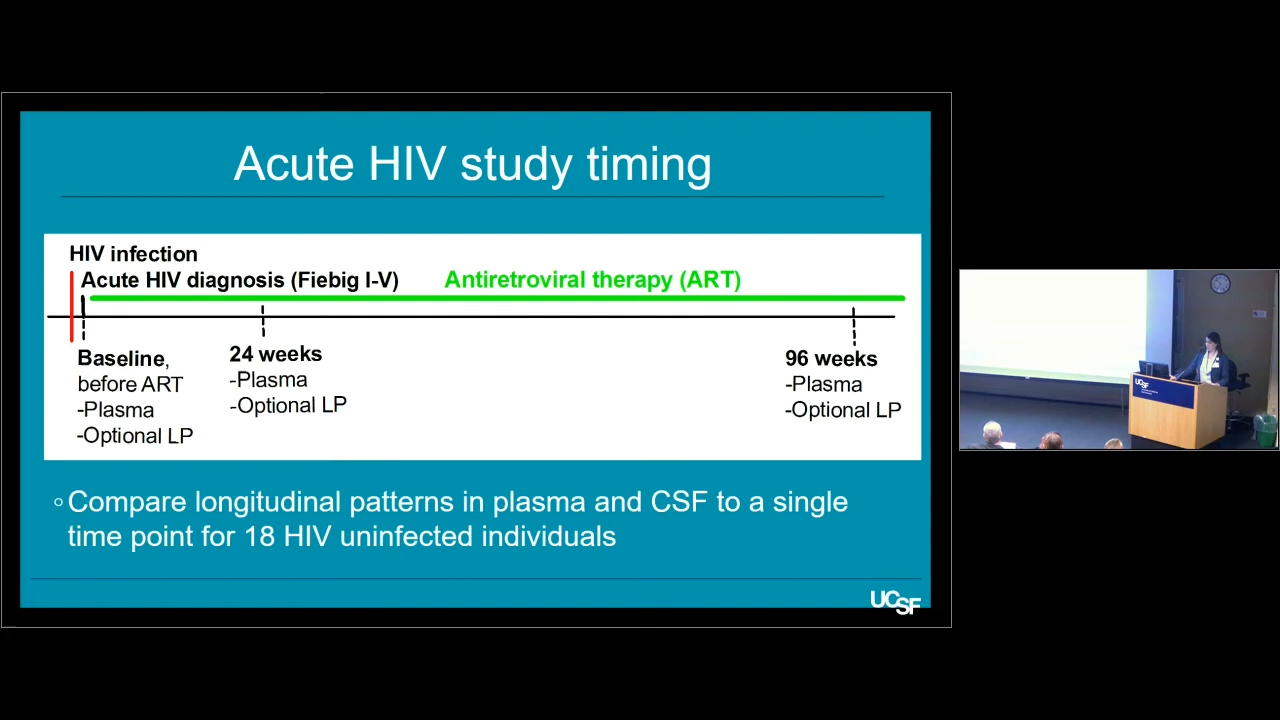 Acute HIV study timing
HIV infection
Acute HIV diagnosis (Fiebig I-V)
Antiretroviral therapy (ART)
Baseline,
before ART
-Plasma
-Optional LP
24 weeks
-Plasma
-Optional LP
96 weeks
-Plasma
-Optional LP
Compare longitudinal patterns in plasma and CSF to a single
time point for 18 HIV uninfected individuals
UCSF
UCSF